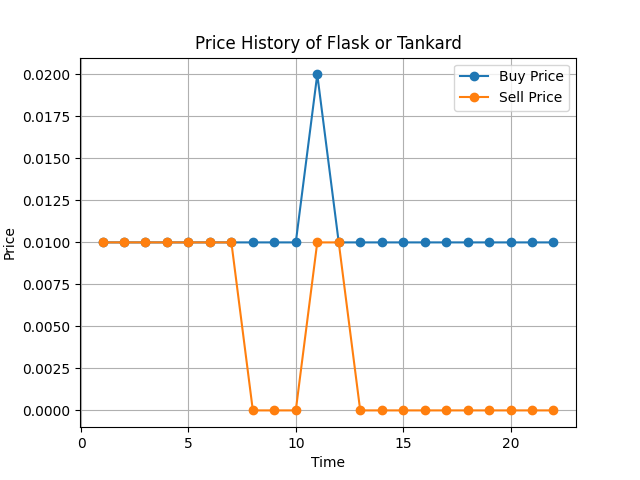 Price History of Flask or Tankard
Buy Price
Sell Price
0.0200
0.0175
0.0150
0.0125
0.0100
0.0075
0.0050
0.0025
0.0000
Price
0 5 10 15 20
Time